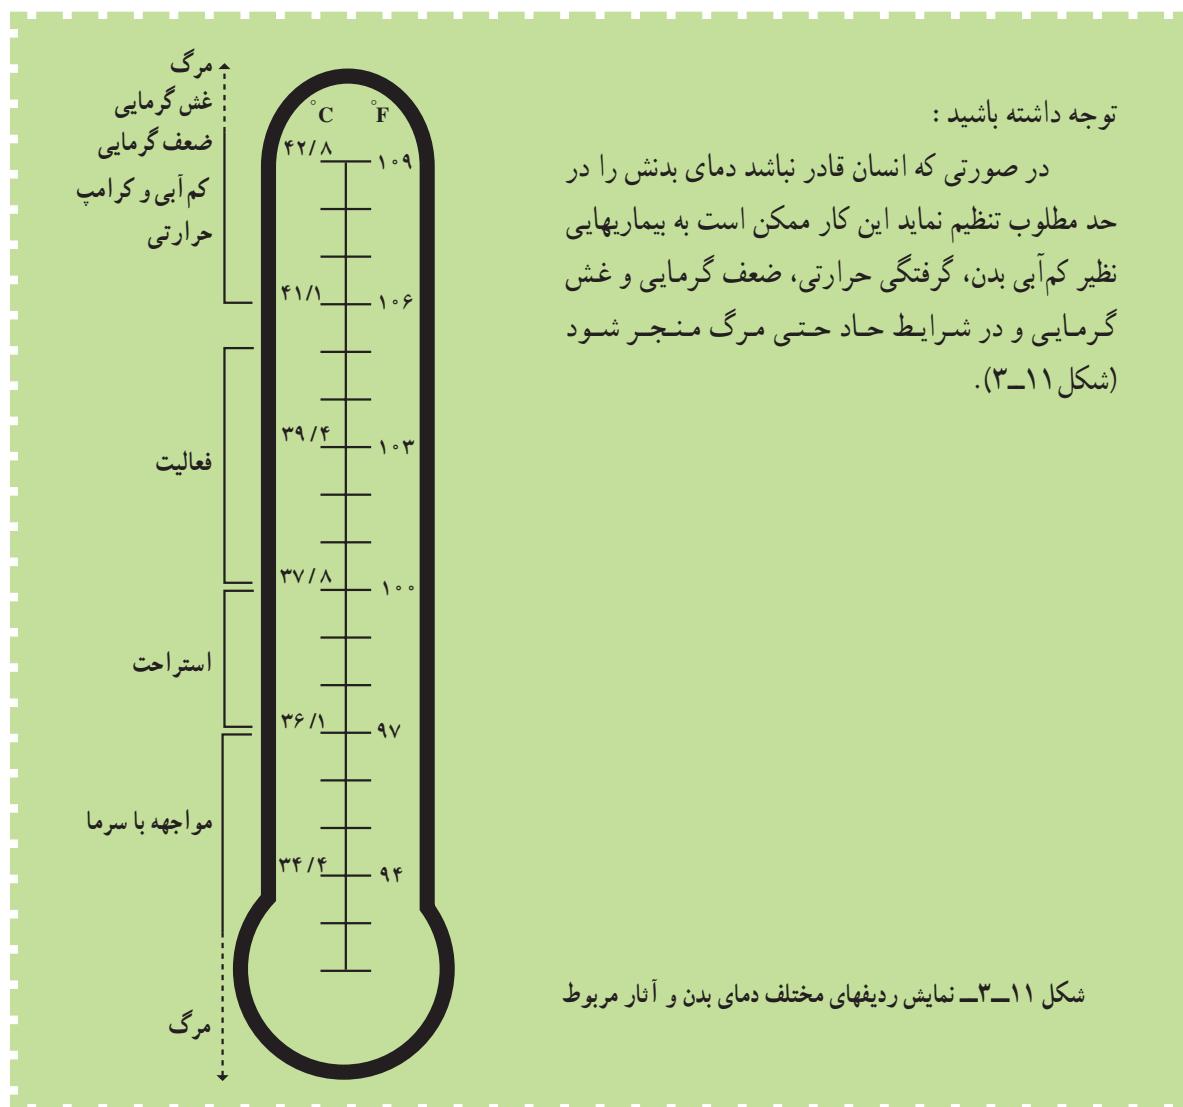 توجه داشته باشید :
در صورتی که انسان قادر نباشد دمای بدنش را در
حد مطلوب تنظیم نماید این کار ممکن است به بیماریهایی
نظیر کم‌آبی بدن، گرفتگی حرارتی، ضعف گرمایی و غش
گرمایی و در شرایط حاد حتی مرگ منجر شود
(شکل ۱۱ــ۳).
مرگ
غش گرمایی
ضعف گرمایی
کم آبی و کرامپ
حرارتی
فعالیت
استراحت
مواجهه با سرما
مرگ
°C °F
۴۲/۸ ۱۰۹
۴۱/۱ ۱۰۶
۳۹/۴ ۱۰۳
۳۷/۸ ۱۰۰
۳۶/۱ ۹۷
۳۴/۴ ۹۴
شکل ۱۱ــ۳ــ نمایش ردیفهای مختلف دمای بدن و آثار مربوط